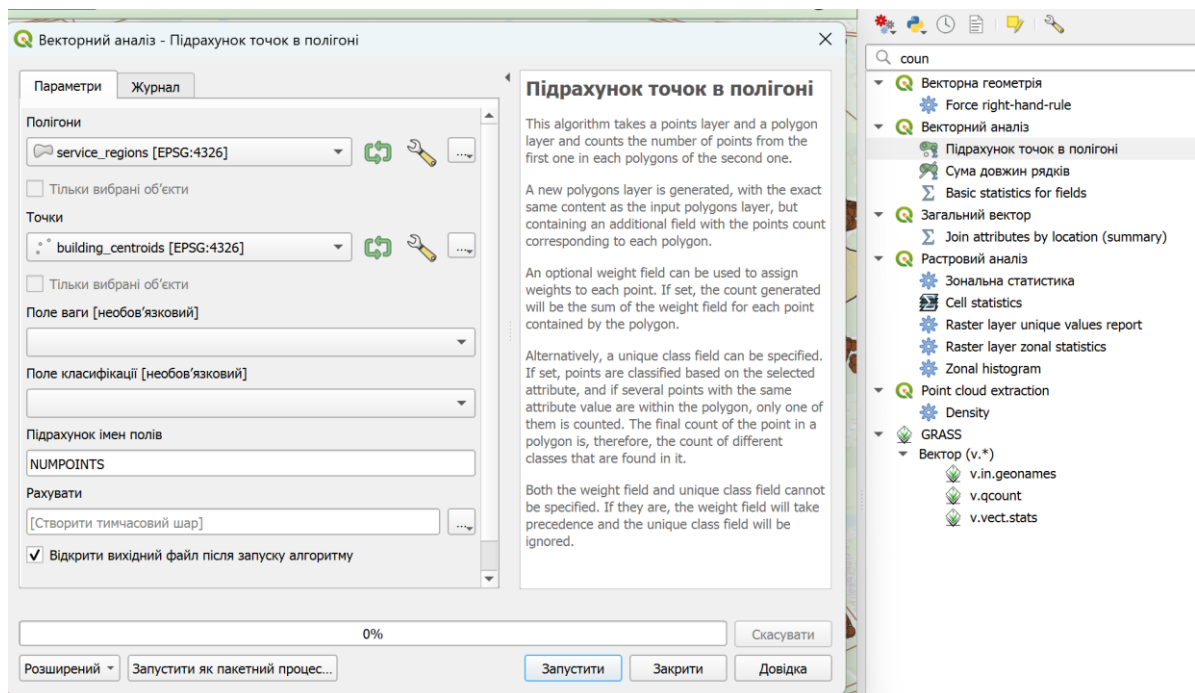 Векторний аналіз - Підрахунок точок в полігоні
Параметри
Журнал
Полігони
service_regions [EPSG:4326]
...
Тільки вибрані об’єкти
Точки
building_centroids [EPSG:4326]
...
Тільки вибрані об’єкти
Поле ваги [необов’язковий]
Поле класифікації [необов’язковий]
Підрахунок імен полів
NUMPOINTS
Рахувати
[Створити тимчасовий шар]
...
Відкрити вихідний файл після запуску алгоритму
Підрахунок точок в полігоні
This algorithm takes a points layer and a polygon
layer and counts the number of points from the
first one in each polygons of the second one.
A new polygons layer is generated, with the exact
same content as the input polygons layer, but
containing an additional field with the points count
corresponding to each polygon.
An optional weight field can be used to assign
weights to each point. If set, the count generated
will be the sum of the weight field for each point
contained by the polygon.
Alternatively, a unique class field can be specified.
If set, points are classified based on the selected
attribute, and if several points with the same
attribute value are within the polygon, only one of
them is counted. The final count of the point in a
polygon is, therefore, the count of different
classes that are found in it.
Both the weight field and unique class field cannot
be specified. If they are, the weight field will take
precedence and the unique class field will be
ignored.
0%
Скасувати
Розширений
Запустити як пакетний процес...
Запустити
Закрити
Довідка
coun
Векторна геометрія
Force right-hand-rule
Векторний аналіз
Підрахунок точок в полігоні
Сума довжин рядків
Basic statistics for fields
Загальний вектор
Join attributes by location (summary)
Растровий аналіз
Зональна статистика
Cell statistics
Raster layer unique values report
Raster layer zonal statistics
Zonal histogram
Point cloud extraction
Density
GRASS
Вектор (v.*)
v.in.geonames
v.qcount
v.vect.stats